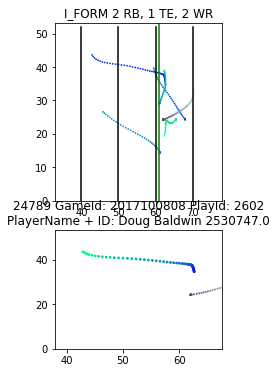 I_FORM 2 RB, 1 TE, 2 WR
50
40
30
20
10
0
40 50 60 70
24789 GameId: 2017100808 PlayId: 2602
PlayerName + ID: Doug Baldwin 2530747.0
40
20
0
40 50 60